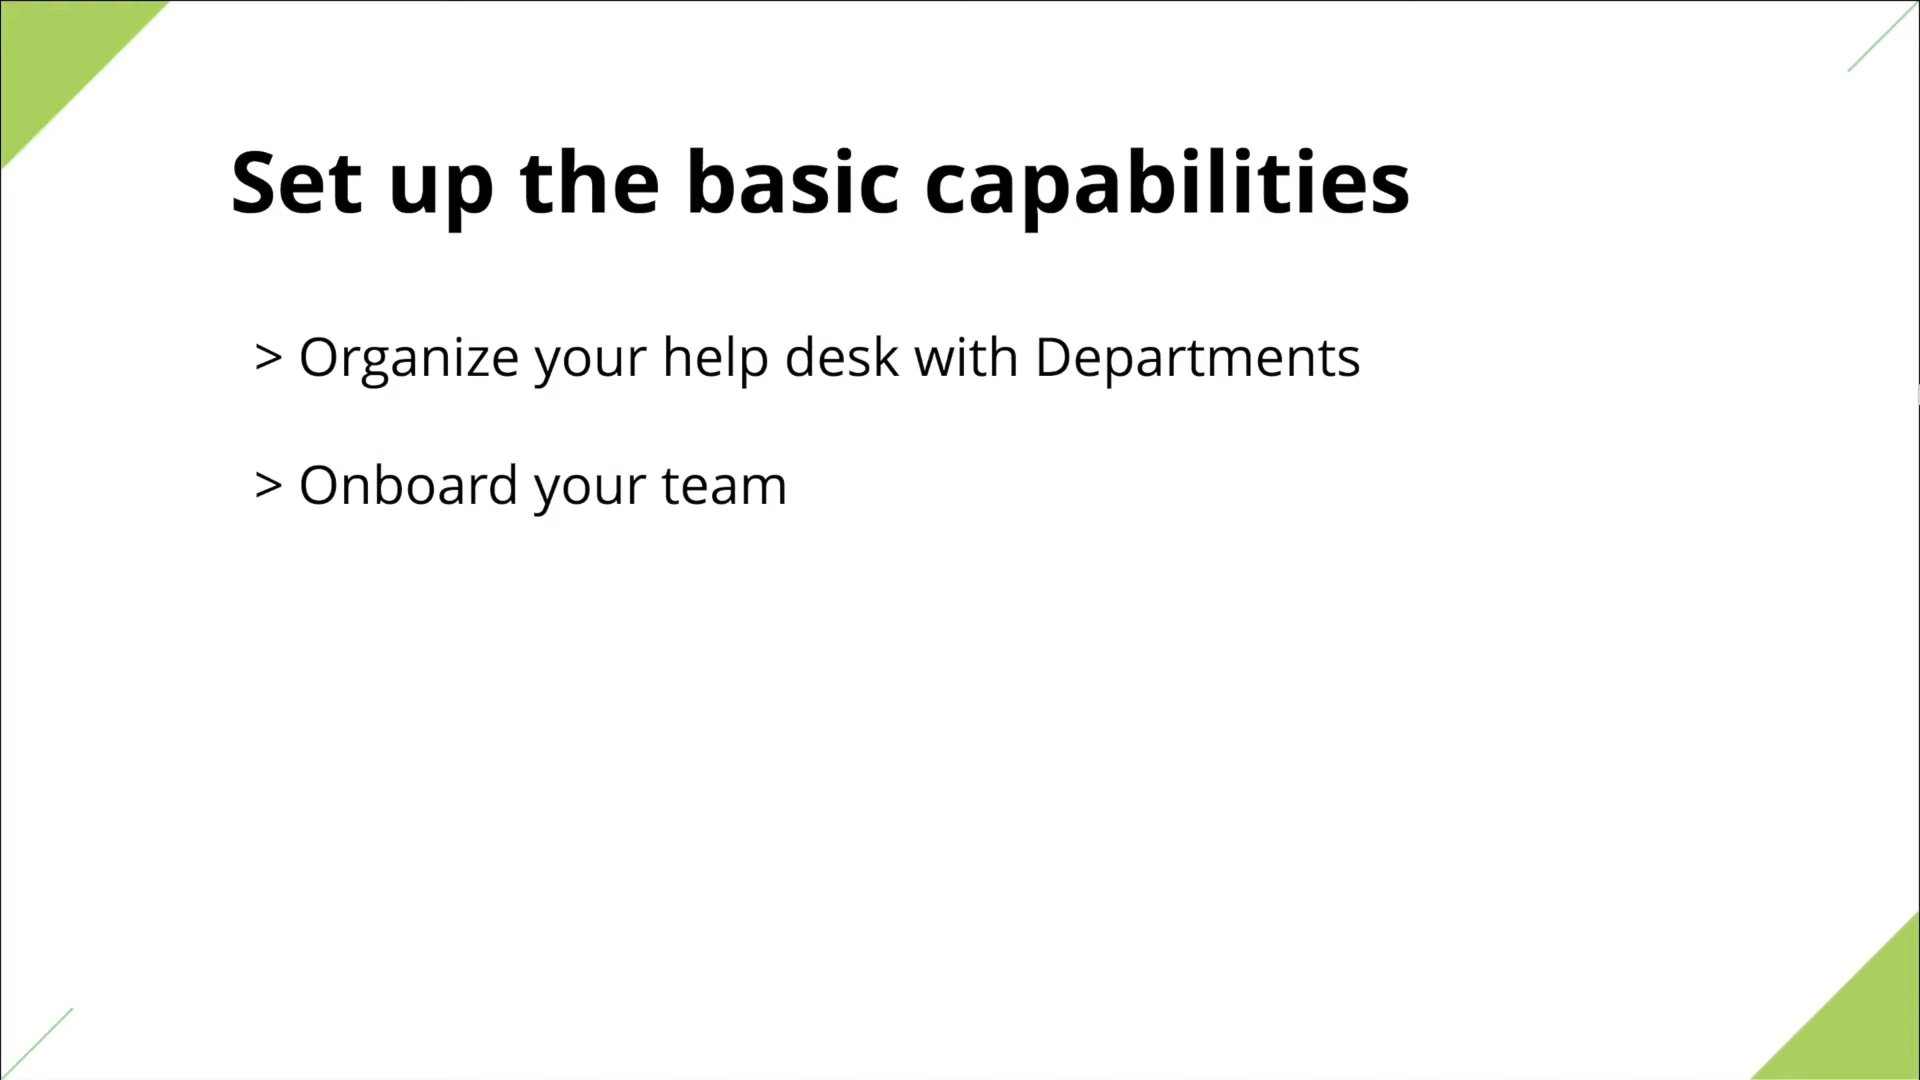 Set up the basic capabilities
> Organize your help desk with Departments
> Onboard your team